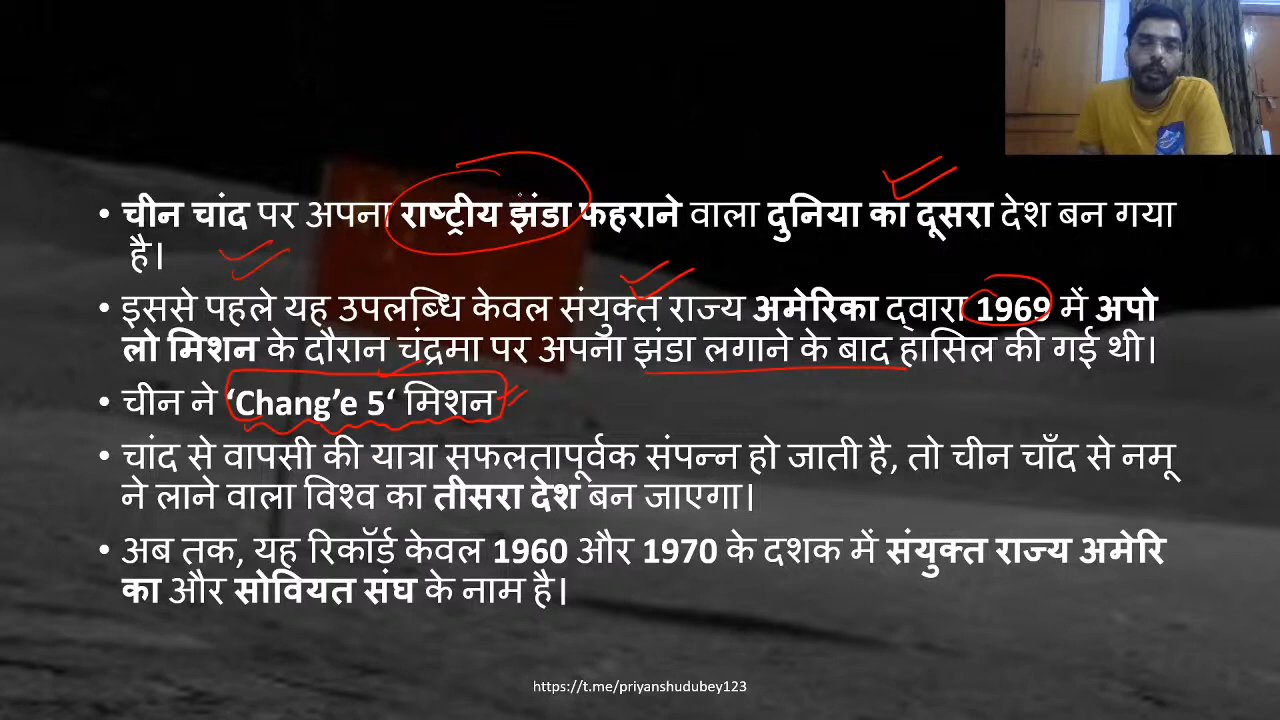 • चीन चांद पर अपना राष्ट्रीय झंडा फहराने वाला दुनिया का दूसरा देश बन गया
है।
• इससे पहले यह उपलब्धि केवल संयुक्त राज्य अमेरिका द्वारा 1969 में अपो
लो मिशन के दौरान चंद्रमा पर अपना झंडा लगाने के बाद हासिल की गई थी।
• चीन ने ‘Chang’e 5‘ मिशन
• चांद से वापसी की यात्रा सफलतापूर्वक संपन्न हो जाती है, तो चीन चाँद से नमू
ने लाने वाला विश्व का तीसरा देश बन जाएगा।
• अब तक, यह रिकॉर्ड केवल 1960 और 1970 के दशक में संयुक्त राज्य अमेरि
का और सोवियत संघ के नाम है।
https://t.me/priyanshudubey123